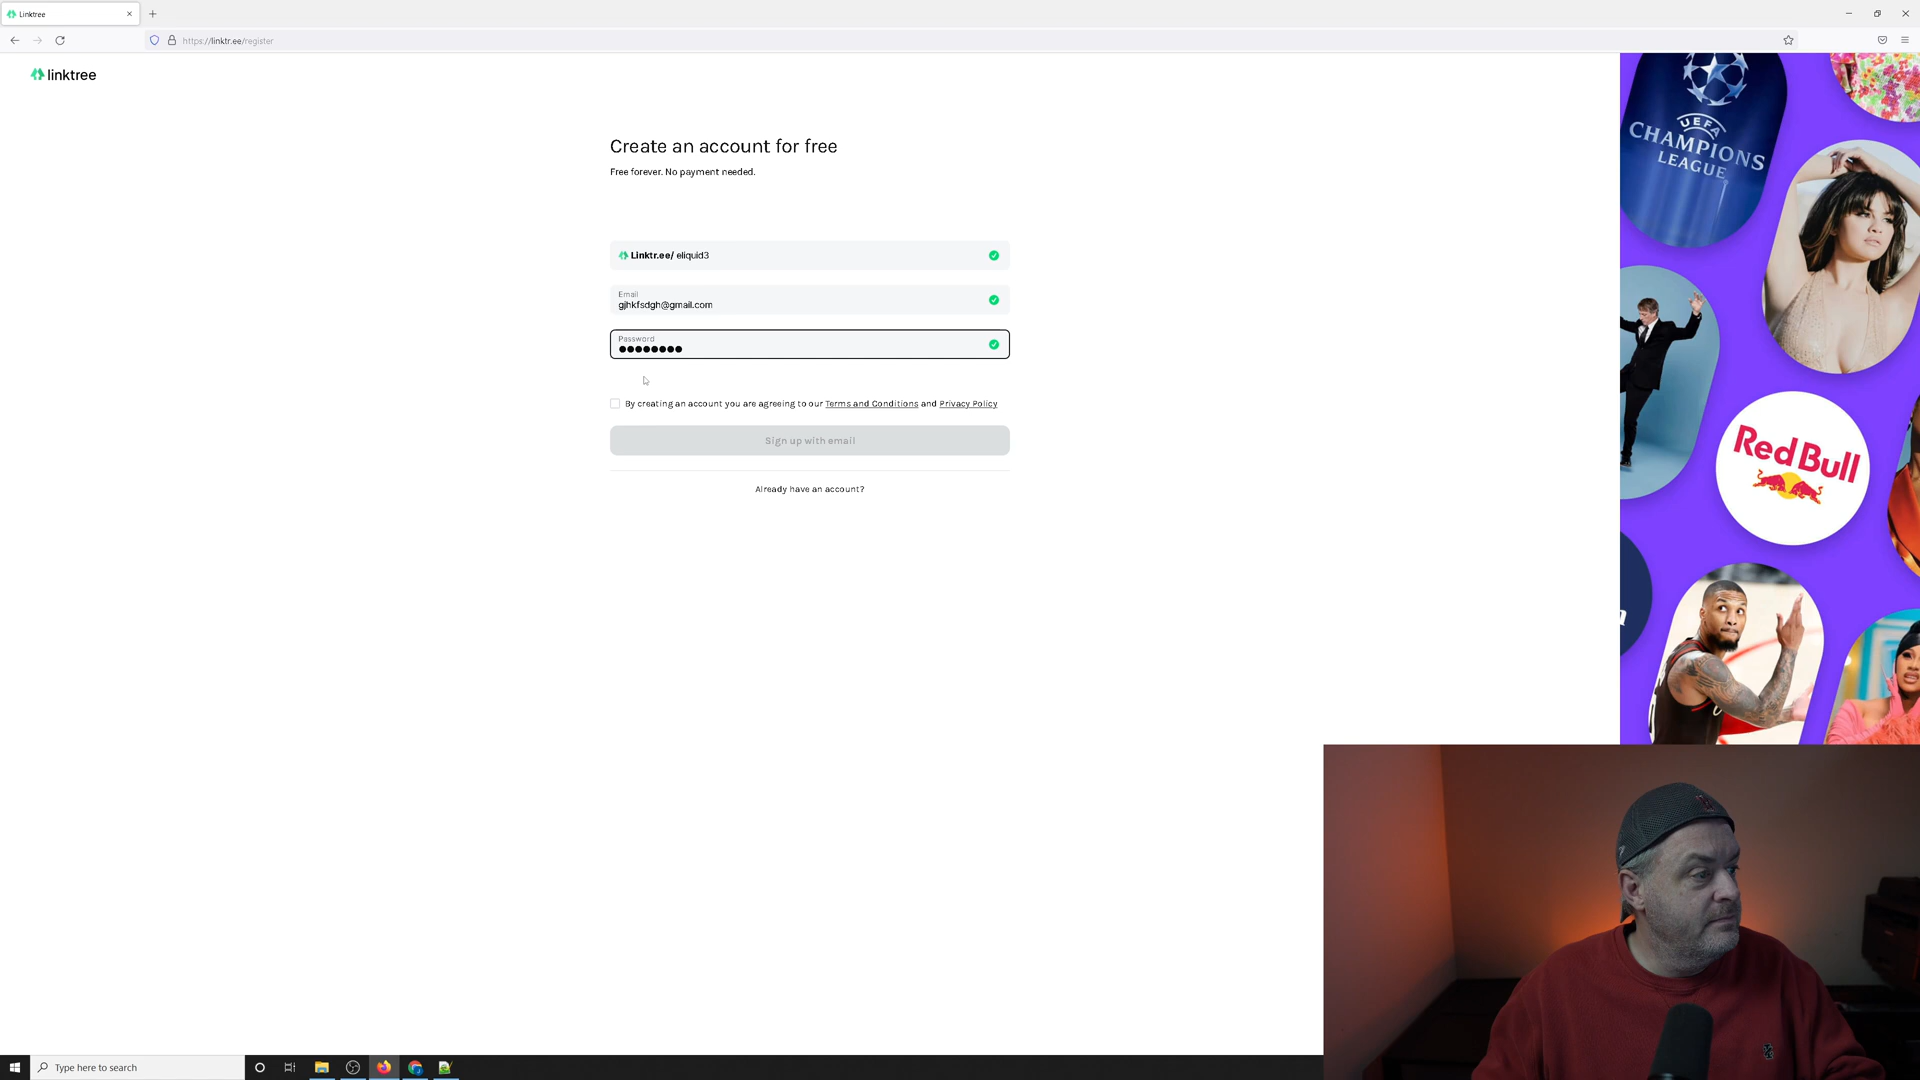 Linktree
https://linktr.ee/register
linktree
Create an account for free
Free forever. No payment needed.
Linktr.ee/ eliquid3
Email
gjhkfsdgh@gmail.com
Password
By creating an account you are agreeing to our Terms and Conditions and Privacy Policy
Sign up with email
Already have an account?
UEFA
CHAMPIONS
LEAGUE
Red Bull
Type here to search